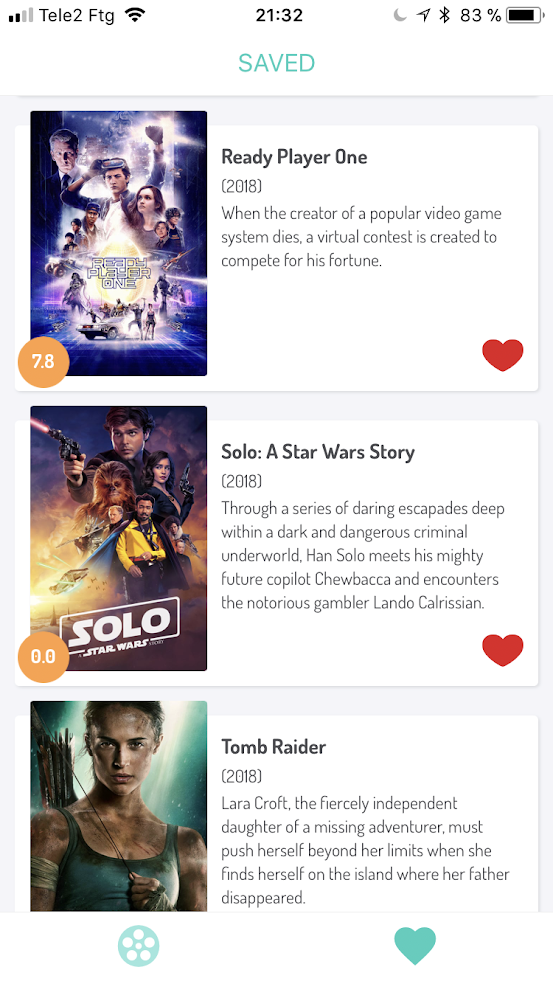 Tele2 Ftg 21:32 83 %
SAVED
READY
PLAYER
ONE
7.8
Ready Player One
(2018)
When the creator of a popular video game
system dies, a virtual contest is created to
compete for his fortune.
SOLO
A STAR WARS STORY
0.0
Solo: A Star Wars Story
(2018)
Through a series of daring escapades deep
within a dark and dangerous criminal
underworld, Han Solo meets his mighty
future copilot Chewbacca and encounters
the notorious gambler Lando Calrissian.
Tomb Raider
(2018)
Lara Croft, the fiercely independent
daughter of a missing adventurer, must
push herself beyond her limits when she
finds herself on the island where her father
disappeared.